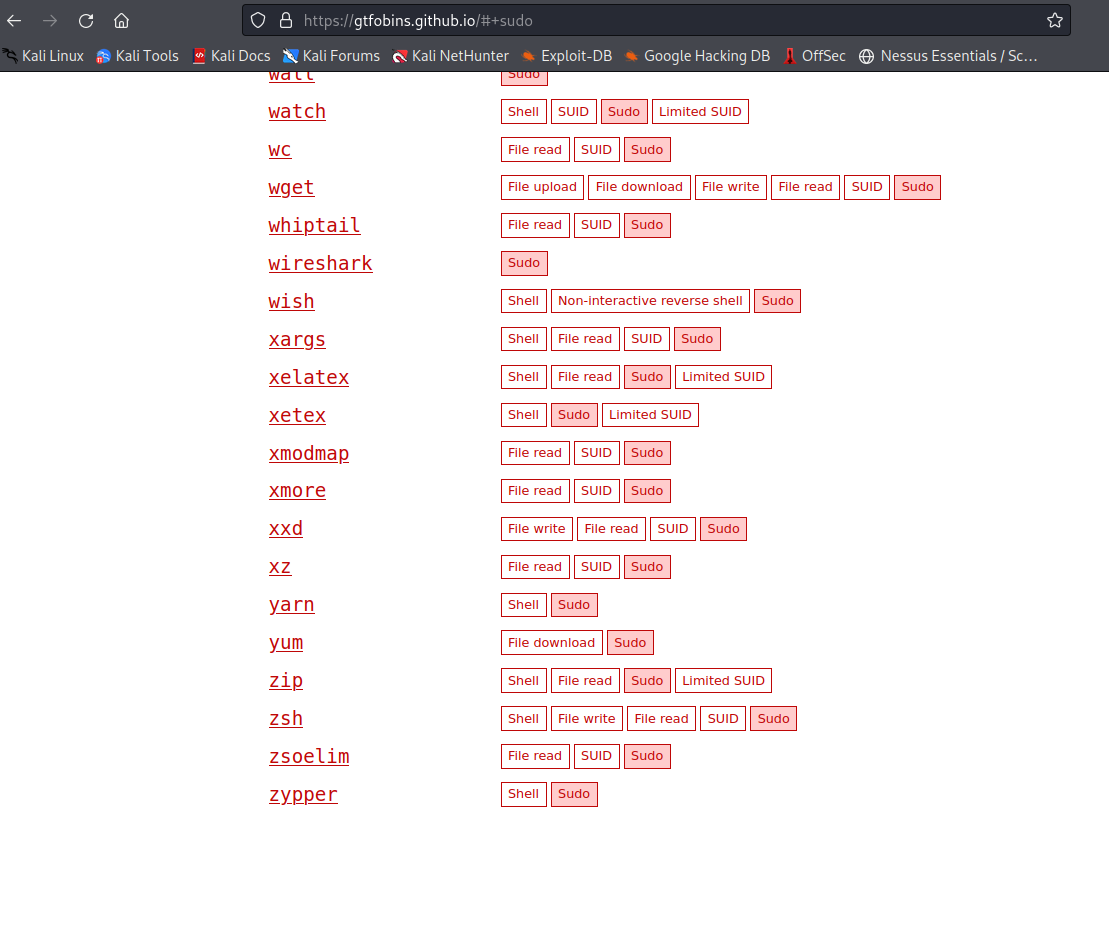 https://gtfobins.github.io/#+sudo
Kali Linux Kali Tools Kali Docs Kali Forums Kali NetHunter Exploit-DB Google Hacking DB OffSec Nessus Essentials / Sc…
wall Sudo
watch Shell SUID Sudo Limited SUID
wc File read SUID Sudo
wget File upload File download File write File read SUID Sudo
whiptail File read SUID Sudo
wireshark Sudo
wish Shell Non-interactive reverse shell Sudo
xargs Shell File read SUID Sudo
xelatex Shell File read Sudo Limited SUID
xetex Shell Sudo Limited SUID
xmodmap File read SUID Sudo
xmore File read SUID Sudo
xxd File write File read SUID Sudo
xz File read SUID Sudo
yarn Shell Sudo
yum File download Sudo
zip Shell File read Sudo Limited SUID
zsh Shell File write File read SUID Sudo
zsoelim File read SUID Sudo
zypper Shell Sudo